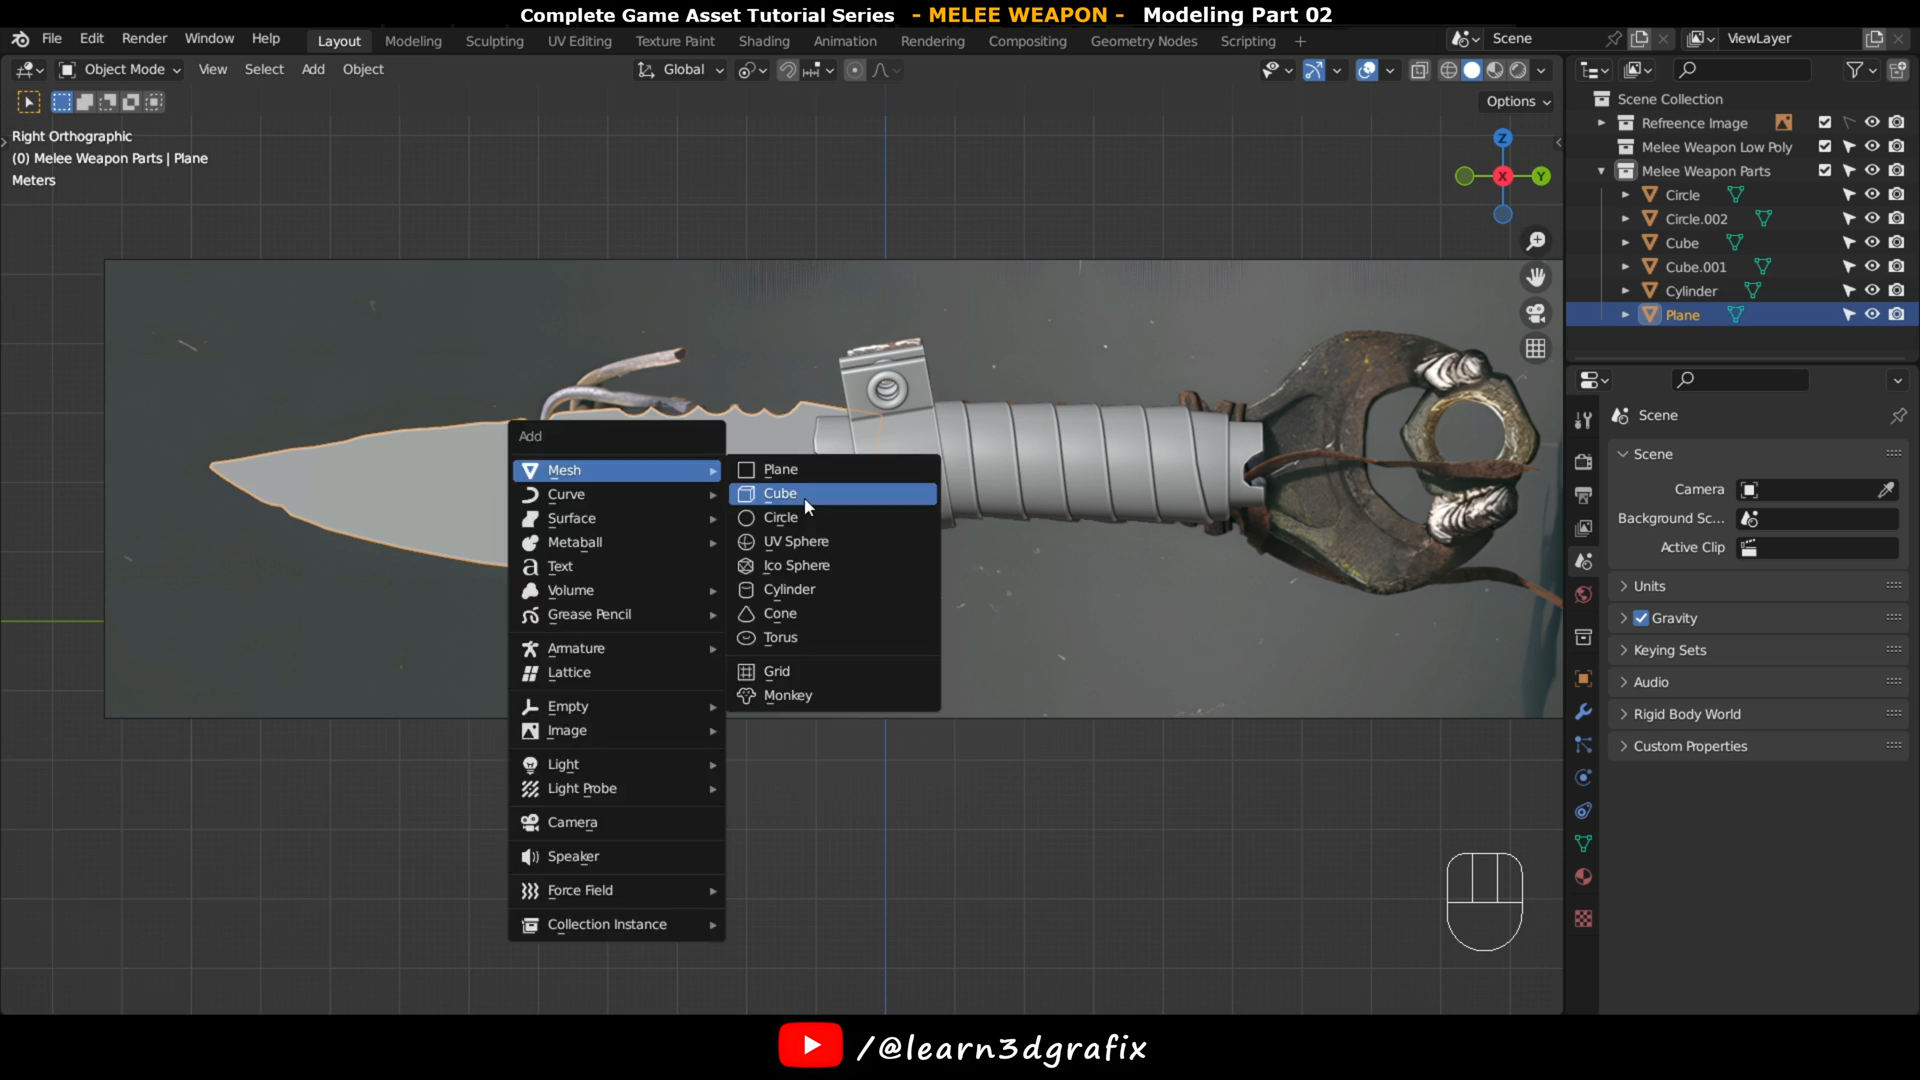 Complete Game Asset Tutorial Series - MELEE WEAPON - Modeling Part 02
File Edit Render Window Help Layout Modeling Sculpting UV Editing Texture Paint Shading Animation Rendering Compositing Geometry Nodes Scripting + Scene ViewLayer
Object Mode View Select Add Object Global
Options
Right Orthographic
(0) Melee Weapon Parts | Plane
Meters
Z
X
Y
Scene Collection
Refreence Image
Melee Weapon Low Poly
Melee Weapon Parts
Circle
Circle.002
Cube
Cube.001
Cylinder
Plane
Add
Mesh
Curve
Surface
Metaball
Text
Volume
Grease Pencil
Armature
Lattice
Empty
Image
Light
Light Probe
Camera
Speaker
Force Field
Collection Instance
Plane
Cube
Circle
UV Sphere
Ico Sphere
Cylinder
Cone
Torus
Grid
Monkey
Scene
Scene
Camera
Background Sc...
Active Clip
Units
Gravity
Keying Sets
Audio
Rigid Body World
Custom Properties
/@learn3dgrafix